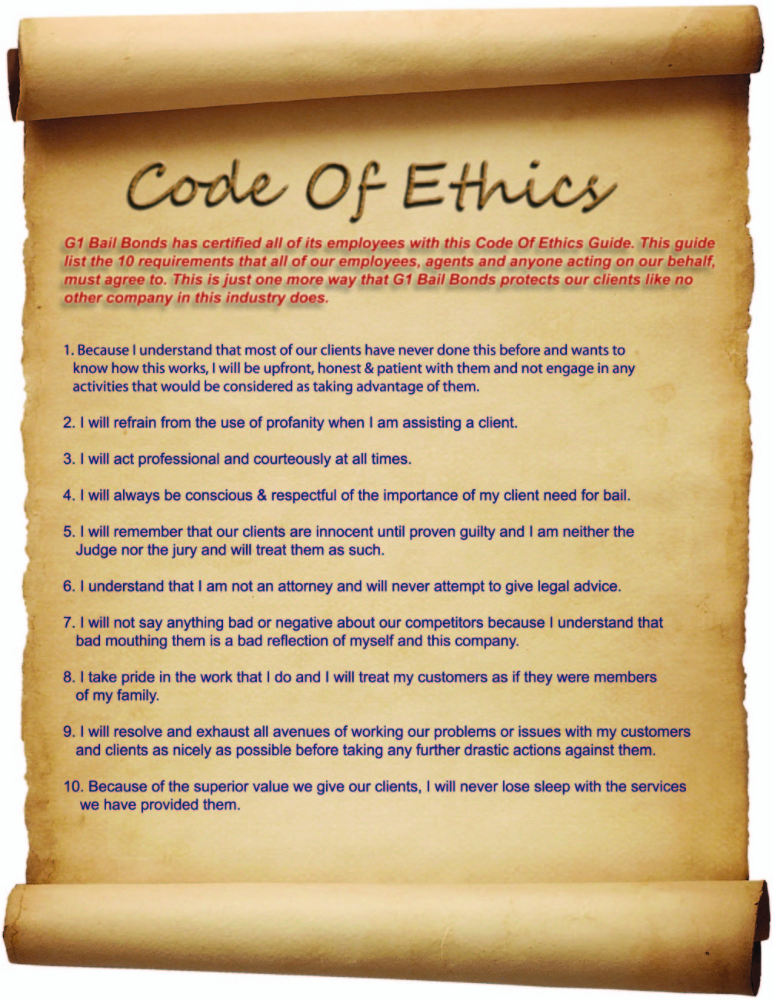 Code Of Ethics
G1 Bail Bonds has certified all of its employees with this Code Of Ethics Guide. This guide
list the 10 requirements that all of our employees, agents and anyone acting on our behalf,
must agree to. This is just one more way that G1 Bail Bonds protects our clients like no
other company in this industry does.
1. Because I understand that most of our clients have never done this before and wants to
know how this works, I will be upfront, honest & patient with them and not engage in any
activities that would be considered as taking advantage of them.
2. I will refrain from the use of profanity when I am assisting a client.
3. I will act professional and courteously at all times.
4. I will always be conscious & respectful of the importance of my client need for bail.
5. I will remember that our clients are innocent until proven guilty and I am neither the
Judge nor the jury and will treat them as such.
6. I understand that I am not an attorney and will never attempt to give legal advice.
7. I will not say anything bad or negative about our competitors because I understand that
bad mouthing them is a bad reflection of myself and this company.
8. I take pride in the work that I do and I will treat my customers as if they were members
of my family.
9. I will resolve and exhaust all avenues of working our problems or issues with my customers
and clients as nicely as possible before taking any further drastic actions against them.
10. Because of the superior value we give our clients, I will never lose sleep with the services
we have provided them.